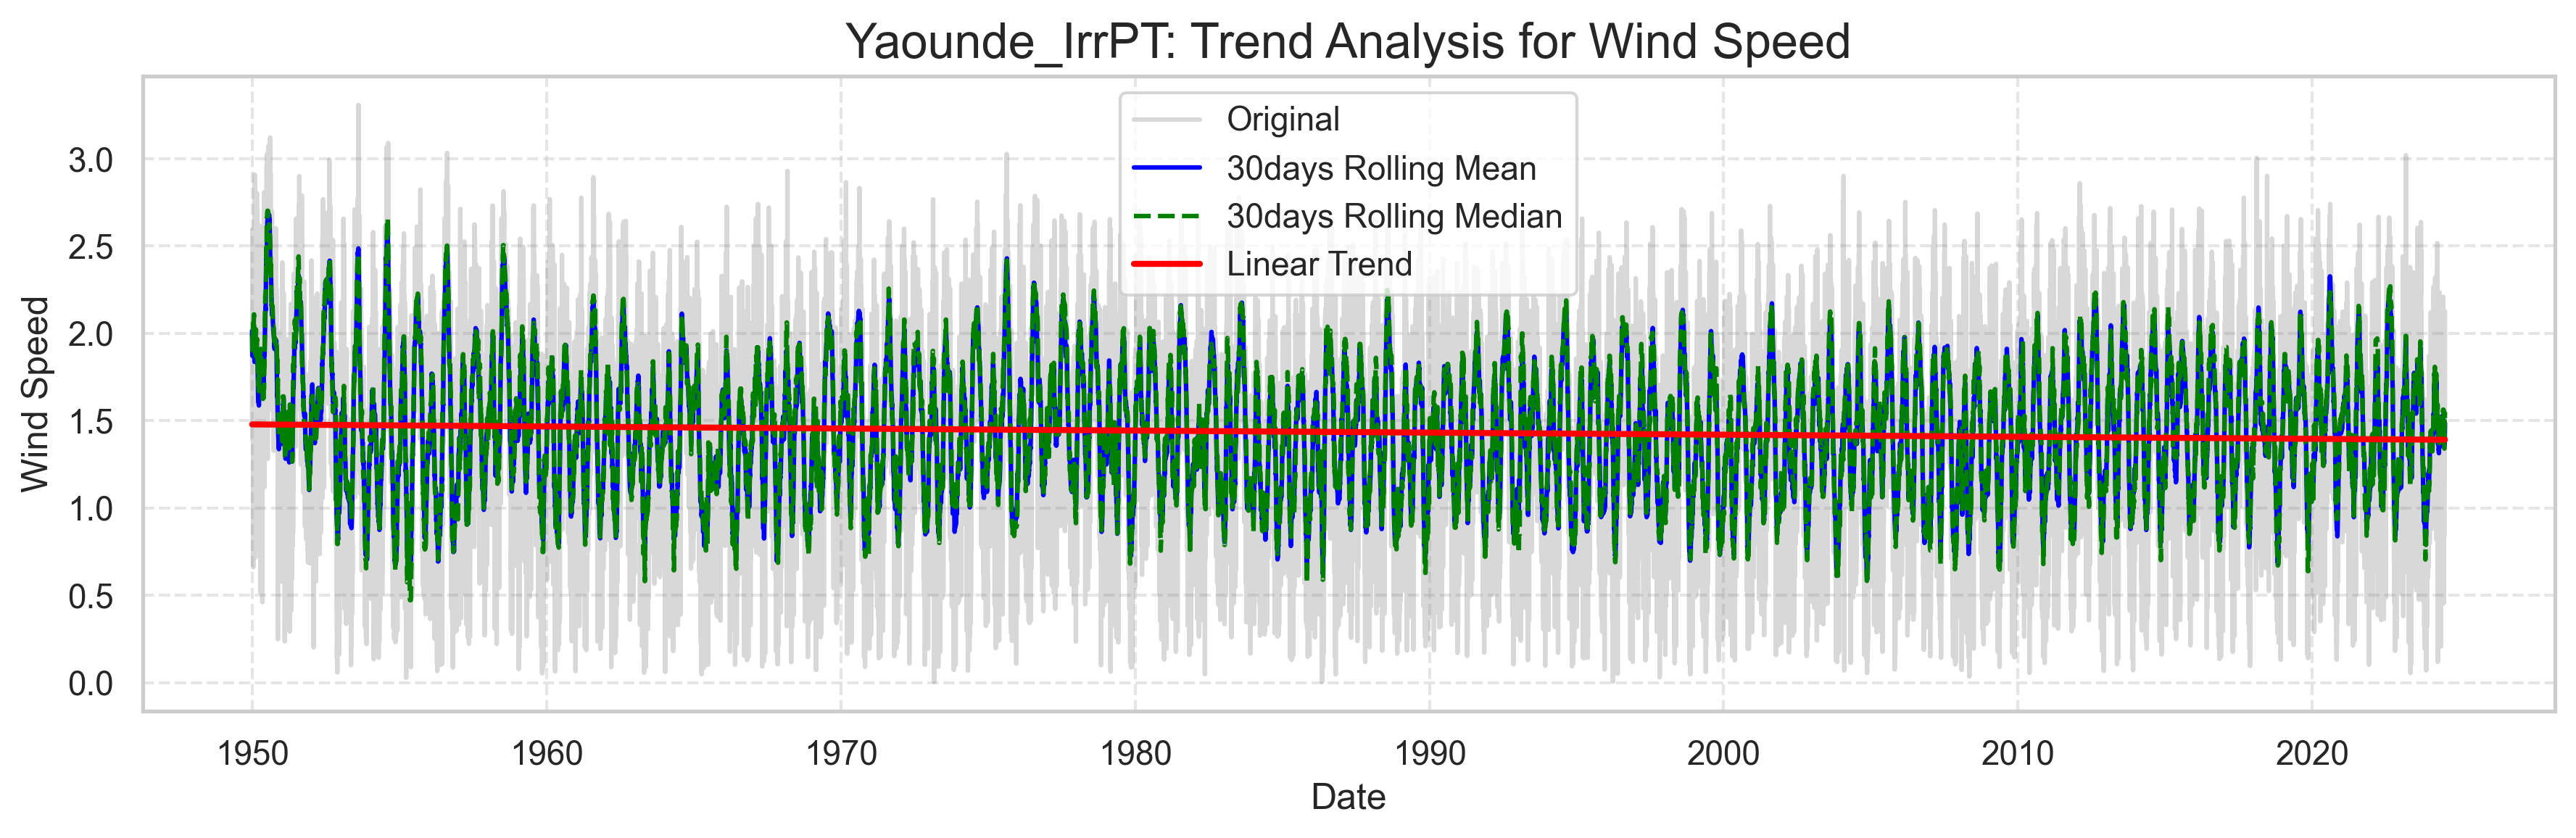 Yaounde_IrrPT: Trend Analysis for Wind Speed
Original
30days Rolling Mean
30days Rolling Median
Linear Trend
Wind Speed
3.0
2.5
2.0
1.5
1.0
0.5
0.0
1950 1960 1970 1980 1990 2000 2010 2020
Date